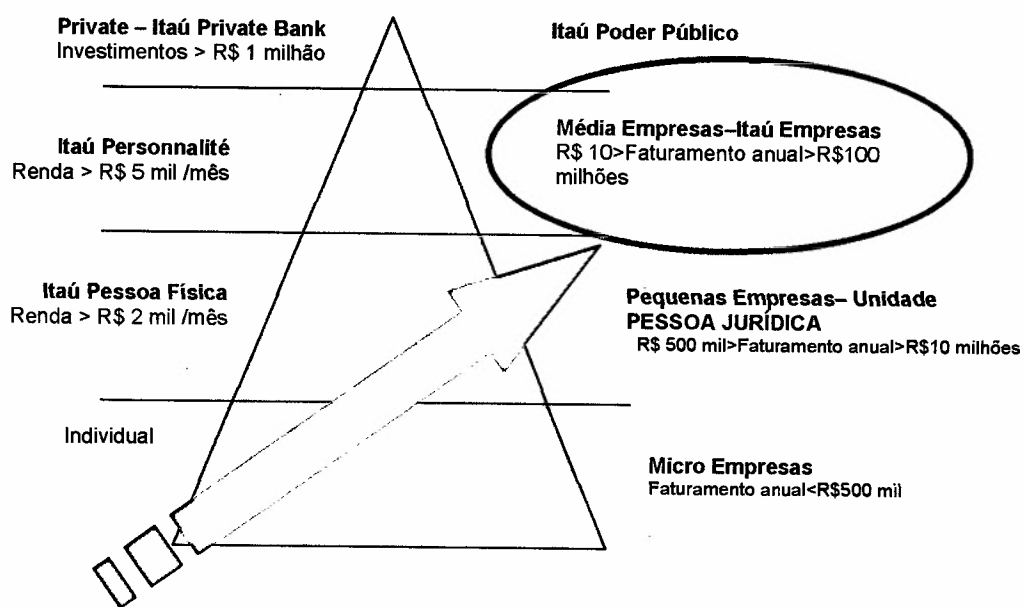 Private – Itaú Private Bank
Investimentos > R$ 1 milhão
Itaú Personnalité
Renda > R$ 5 mil /mês
Itaú Pessoa Física
Renda > R$ 2 mil /mês
Individual
Itaú Poder Público
Média Empresas–Itaú Empresas
R$ 10>Faturamento anual>R$100
milhões
Pequenas Empresas– Unidade
PESSOA JURÍDICA
R$ 500 mil>Faturamento anual>R$10 milhões
Micro Empresas
Faturamento anual<R$500 mil